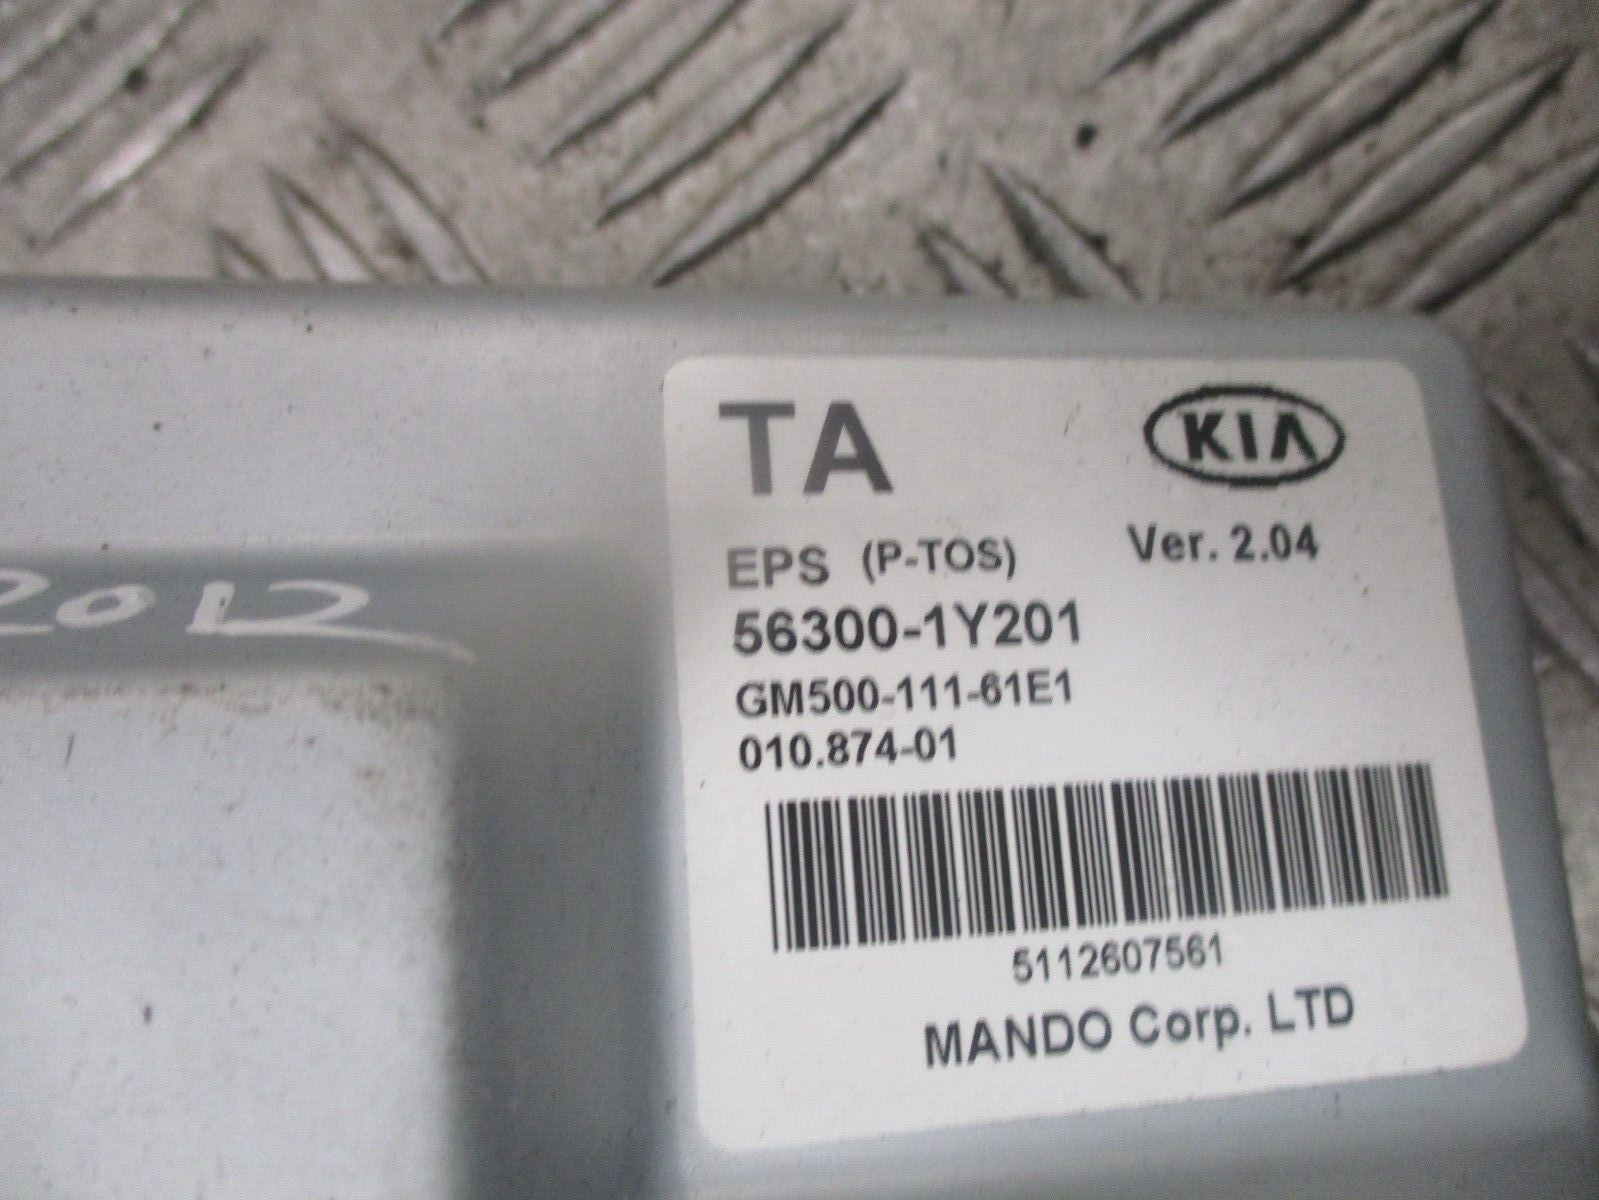 TA
KIA
EPS (P-TOS) Ver. 2.04
56300-1Y201
GM500-111-61E1
010.874-01
5112607561
MANDO Corp. LTD
2012